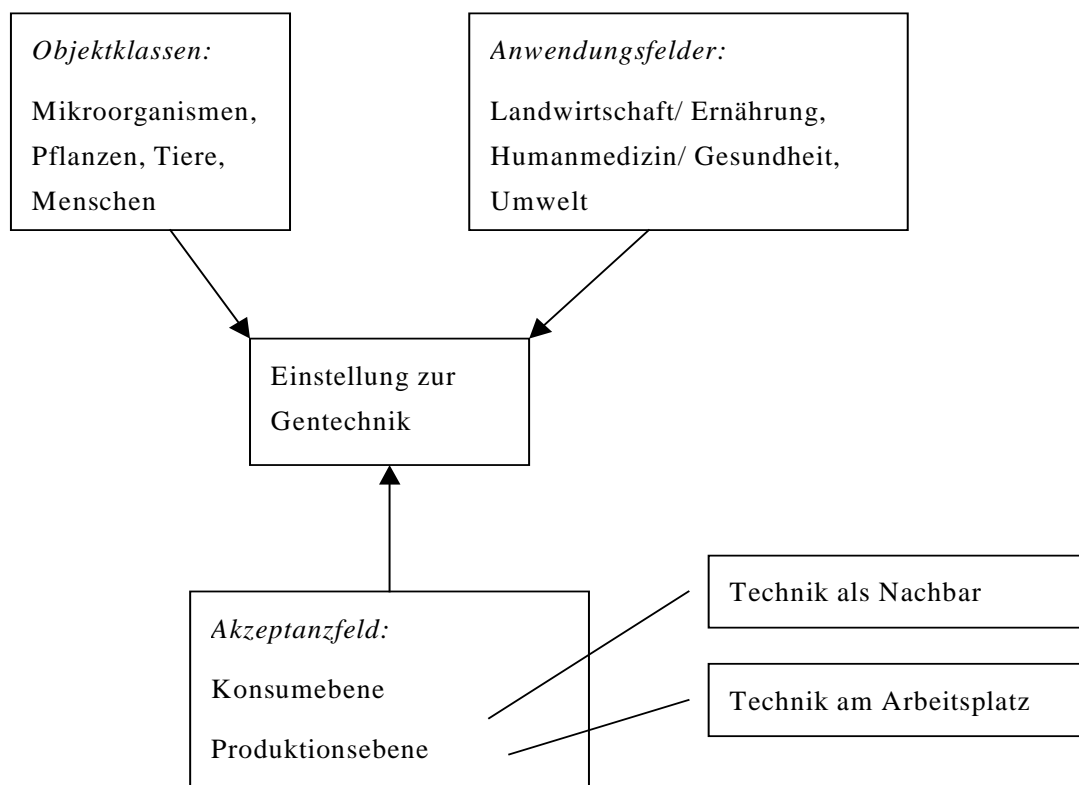 Objektklassen:
Mikroorganismen,
Pflanzen, Tiere,
Menschen
Anwendungsfelder:
Landwirtschaft/ Ernährung,
Humanmedizin/ Gesundheit,
Umwelt
Einstellung zur
Gentechnik
Akzeptanzfeld:
Konsumebene
Produktionsebene
Technik als Nachbar
Technik am Arbeitsplatz